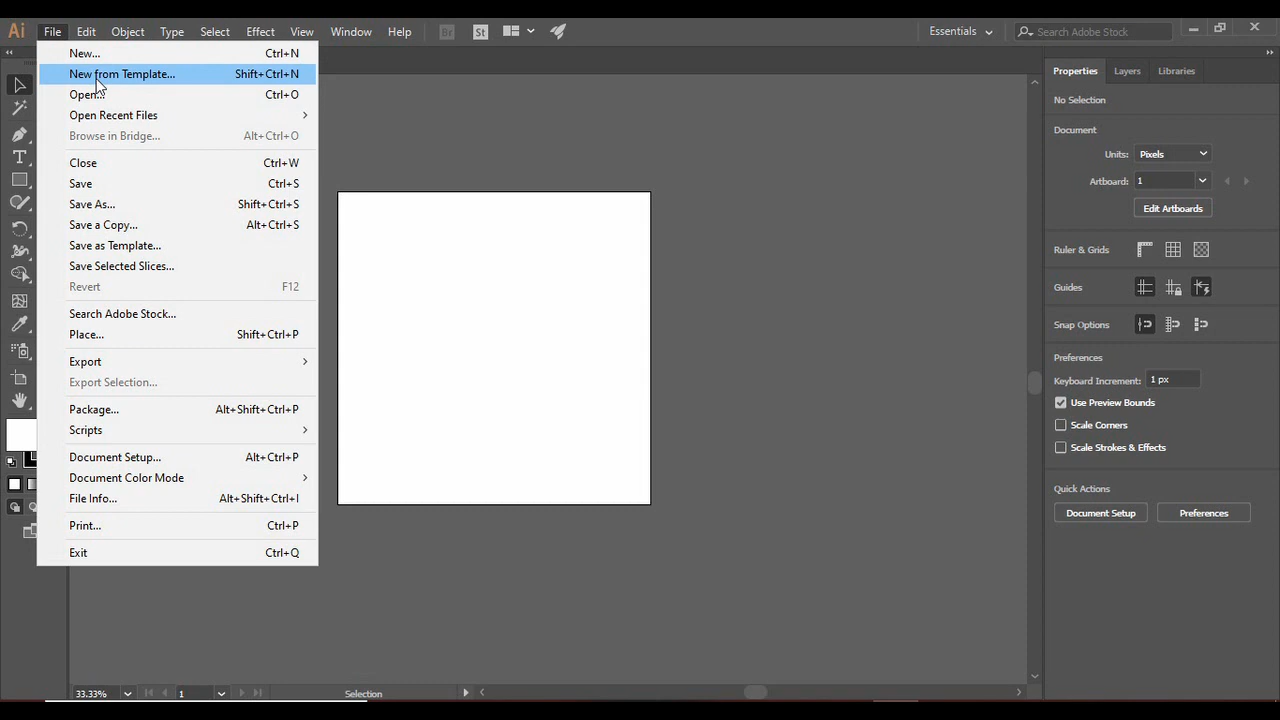 Ai File Edit Object Type Select Effect View Window Help Br St Essentials Search Adobe Stock
New... Ctrl+N
New from Template... Shift+Ctrl+N
Open... Ctrl+O
Open Recent Files
Browse in Bridge... Alt+Ctrl+O
Close Ctrl+W
Save Ctrl+S
Save As... Shift+Ctrl+S
Save a Copy... Alt+Ctrl+S
Save as Template...
Save Selected Slices...
Revert F12
Search Adobe Stock...
Place... Shift+Ctrl+P
Export
Export Selection...
Package... Alt+Shift+Ctrl+P
Scripts
Document Setup... Alt+Ctrl+P
Document Color Mode
File Info... Alt+Shift+Ctrl+I
Print... Ctrl+P
Exit Ctrl+Q
Properties Layers Libraries
No Selection
Document
Units: Pixels
Artboard: 1
Edit Artboards
Ruler & Grids
Guides
Snap Options
Preferences
Keyboard Increment: 1 px
Use Preview Bounds
Scale Corners
Scale Strokes & Effects
Quick Actions
Document Setup Preferences
33.33% 1 Selection